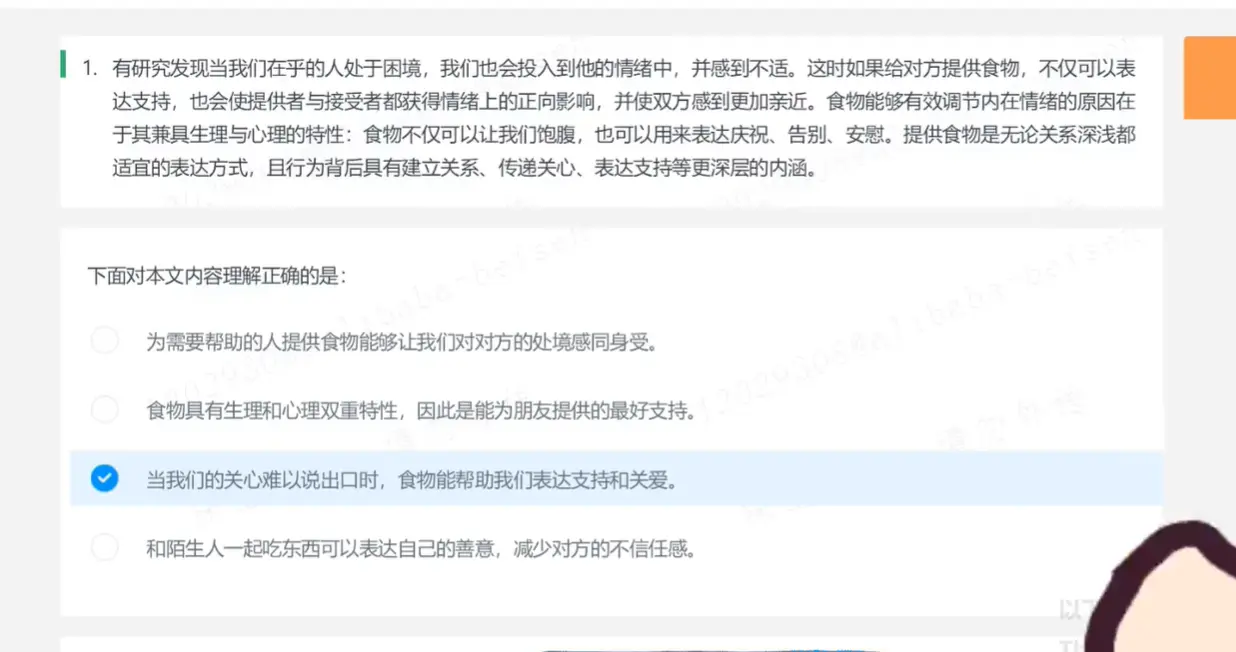 1. 有研究发现当我们在乎的人处于困境，我们也会投入到他的情绪中，并感到不适。这时如果给对方提供食物，不仅可以表
达支持，也会使提供者与接受者都获得情绪上的正向影响，并使双方感到更加亲近。食物能够有效调节内在情绪的原因在
于其兼具生理与心理的特性：食物不仅可以让我们饱腹，也可以用来表达庆祝、告别、安慰。提供食物是无论关系深浅都
适宜的表达方式，且行为背后具有建立关系、传递关心、表达支持等更深层的内涵。
下面对本文内容理解正确的是：
为需要帮助的人提供食物能够让我们对对方的处境感同身受。
食物具有生理和心理双重特性，因此是能为朋友提供的最好支持。
当我们的关心难以说出口时，食物能帮助我们表达支持和关爱。
和陌生人一起吃东西可以表达自己的善意，减少对方的不信任感。